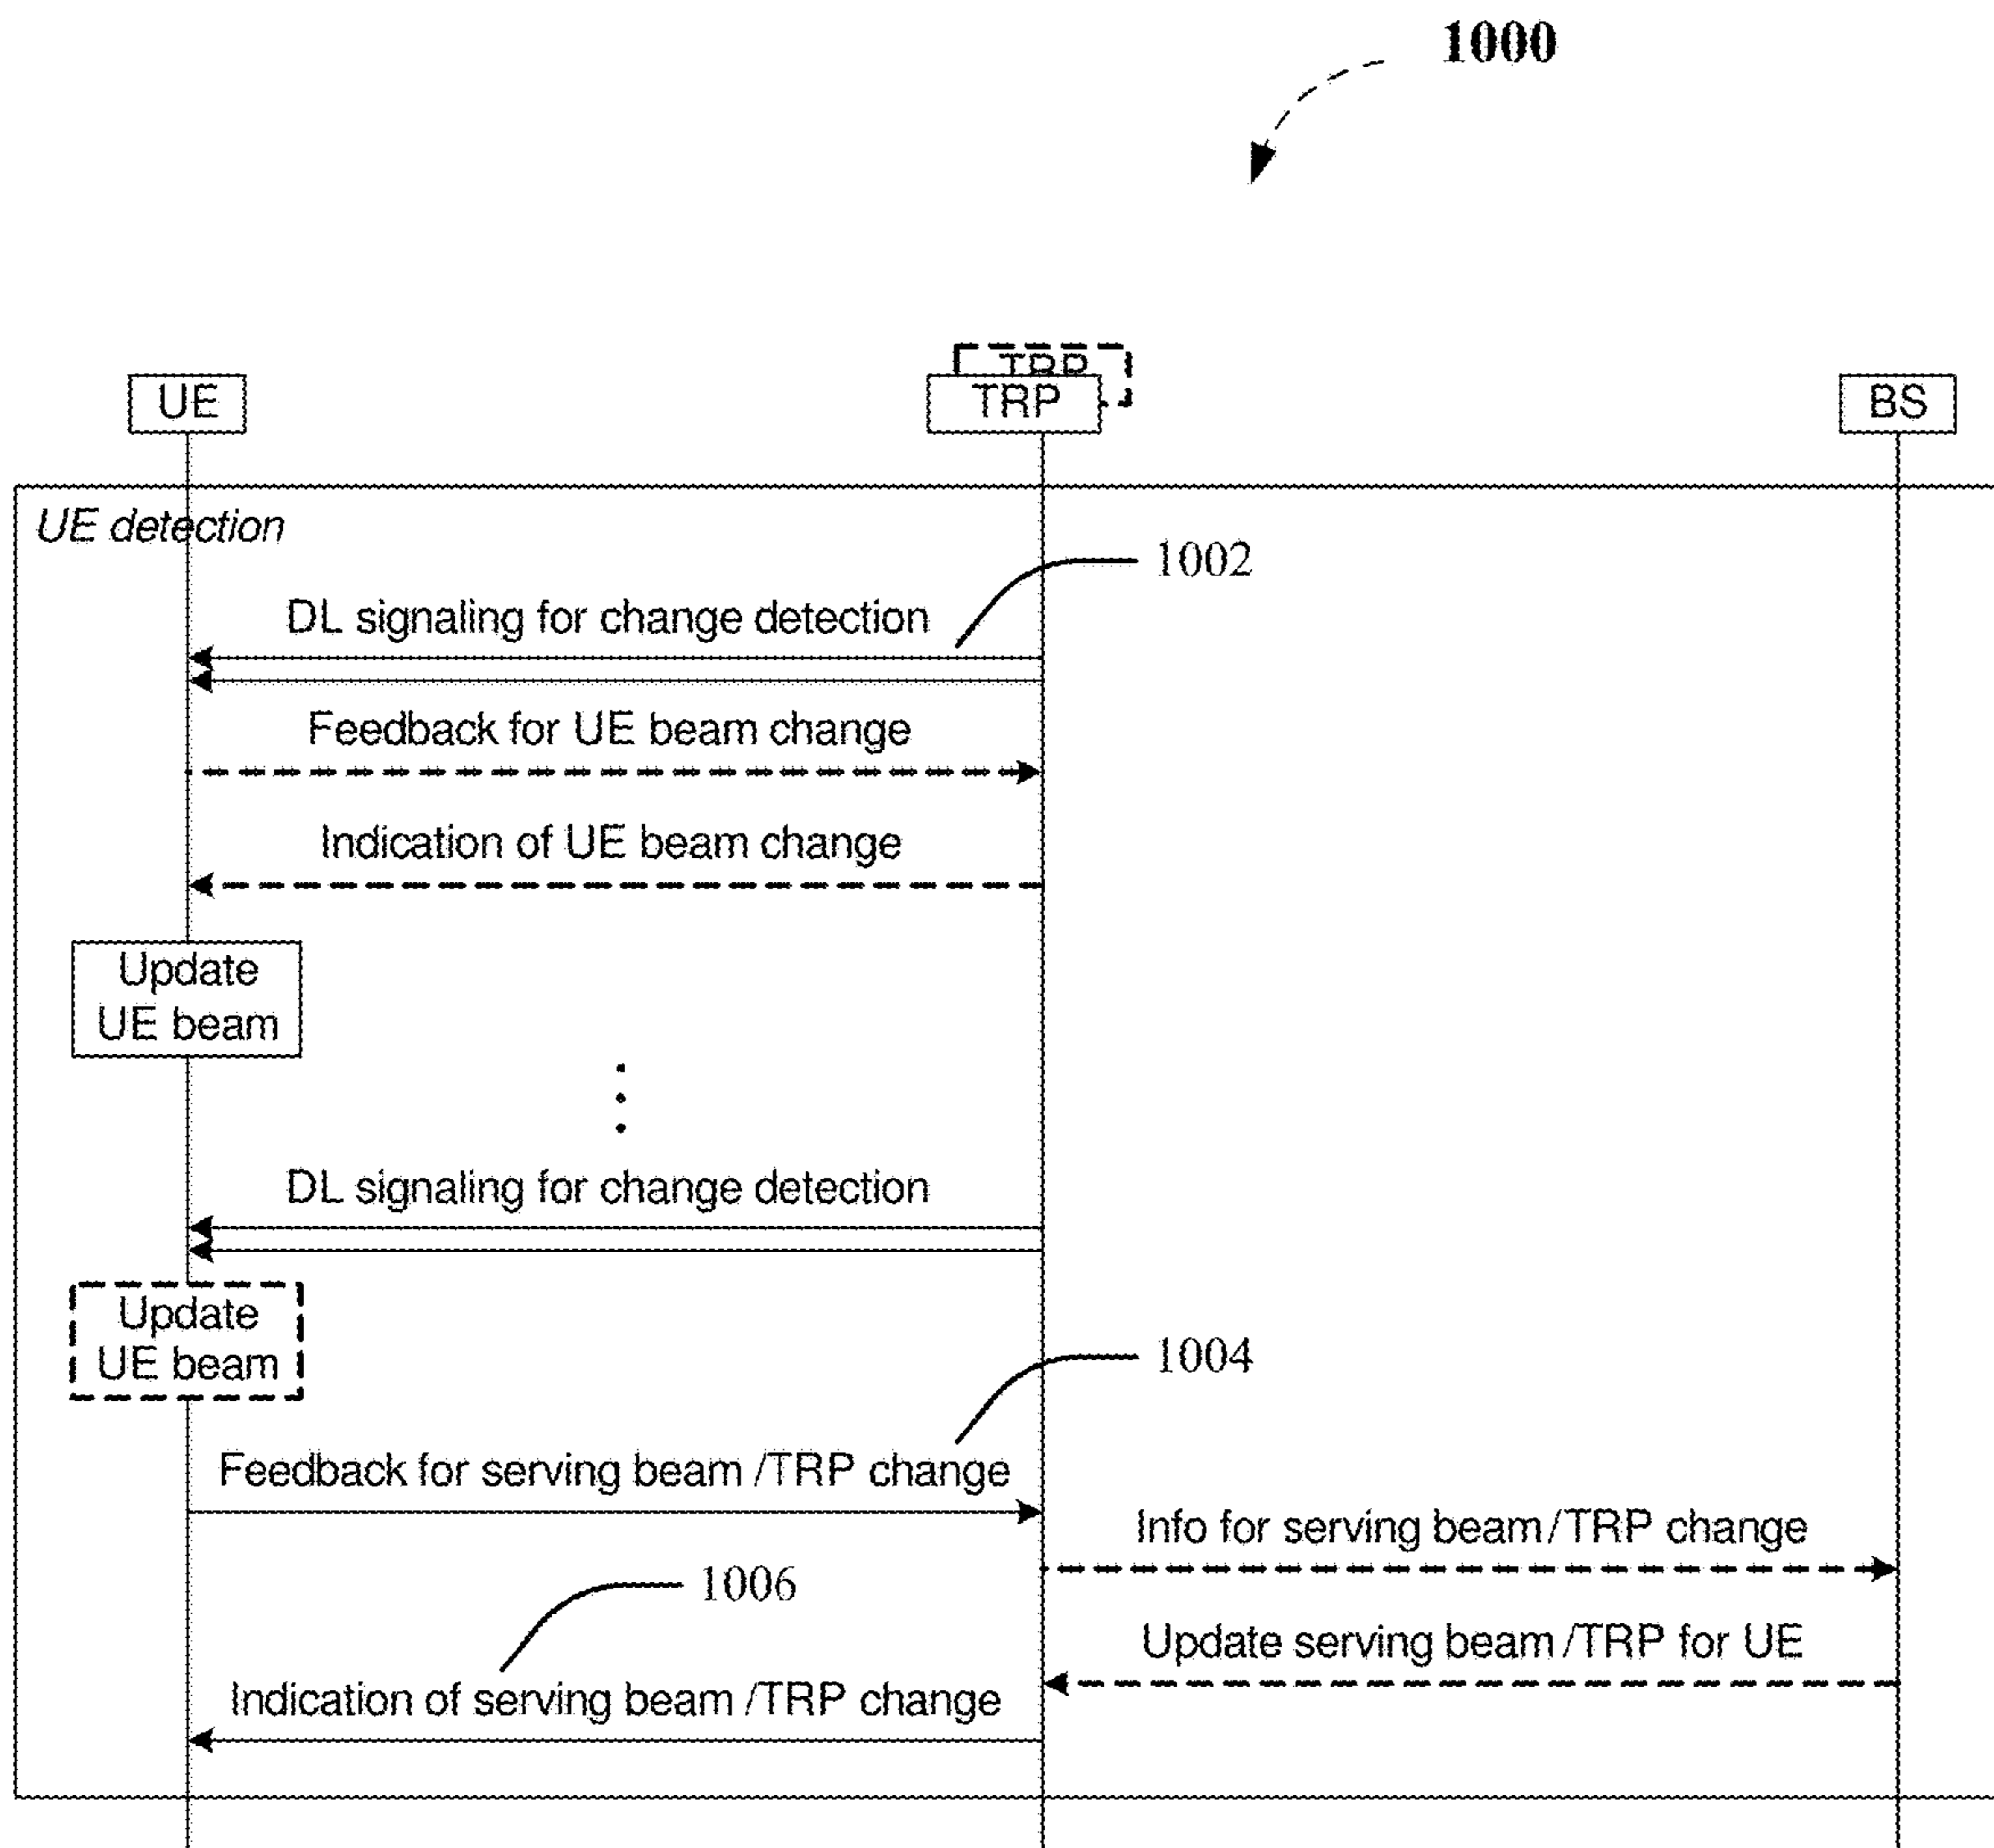 1000
TRP
UE
TRP
BS
UE detection
1002
DL signaling for change detection
Feedback for UE beam change
Indication of UE beam change
Update
UE beam
DL signaling for change detection
Update
UE beam
1004
Feedback for serving beam /TRP change
Info for serving beam /TRP change
1006
Update serving beam /TRP for UE
Indication of serving beam /TRP change